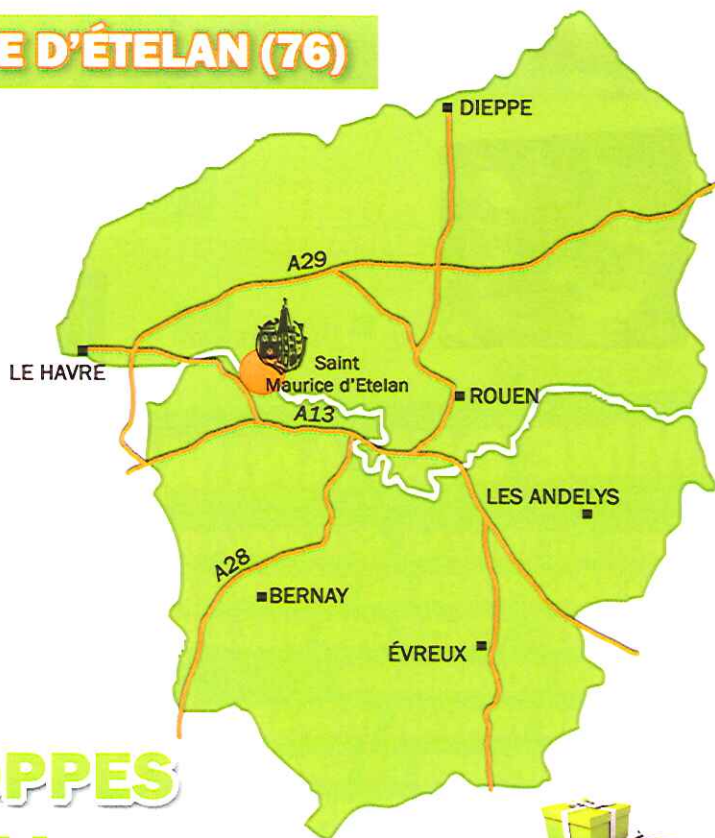 E D'ÉTELAN (76)
DIEPPE
A29
LE HAVRE
Saint
Maurice d'Etelan
A13
ROUEN
LES ANDELYS
A28
BERNAY
ÉVREUX
PPES